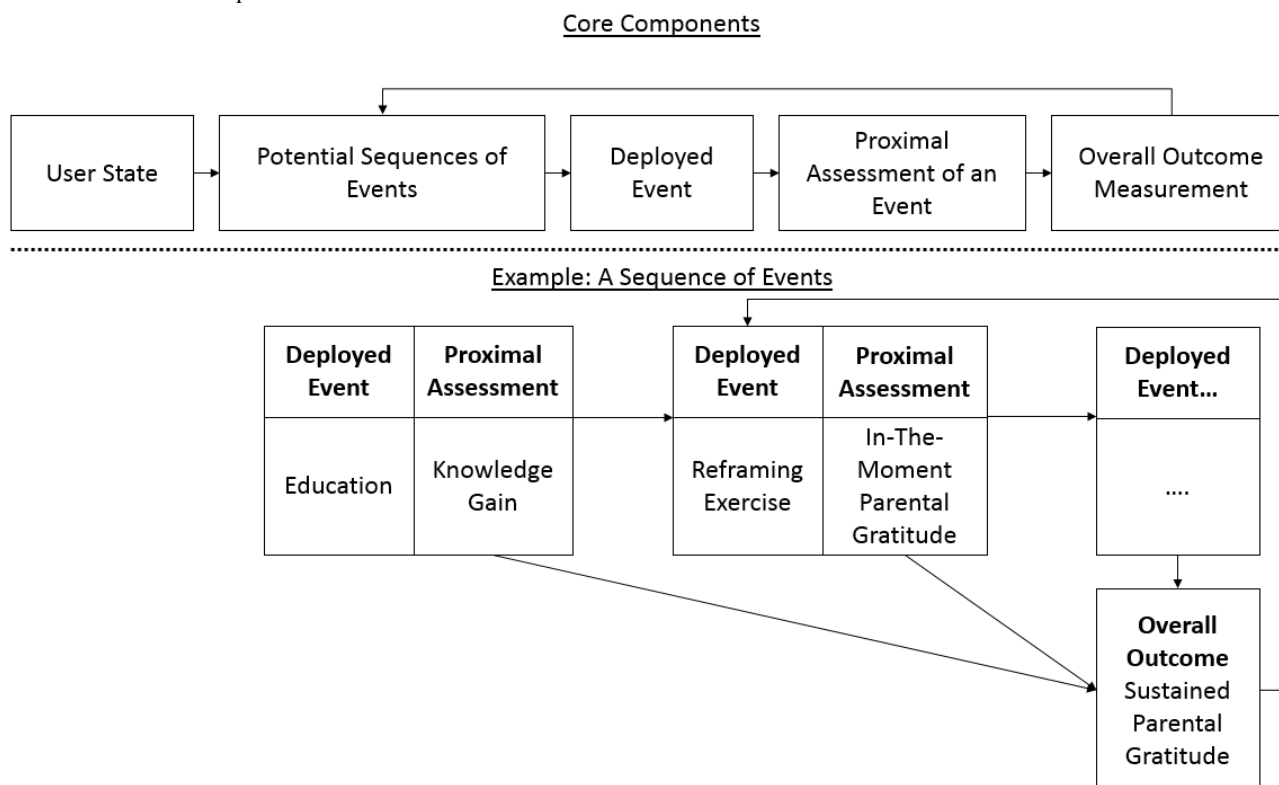 Core Components
User State
Potential Sequences of
Events
Deployed
Event
Proximal
Assessment of an
Event
Overall Outcome
Measurement
Example: A Sequence of Events
Deployed
Event
Proximal
Assessment
Education
Knowledge
Gain
Deployed
Event
Proximal
Assessment
Reframing
Exercise
In-The-
Moment
Parental
Gratitude
Deployed
Event...
....
Overall
Outcome
Sustained
Parental
Gratitude